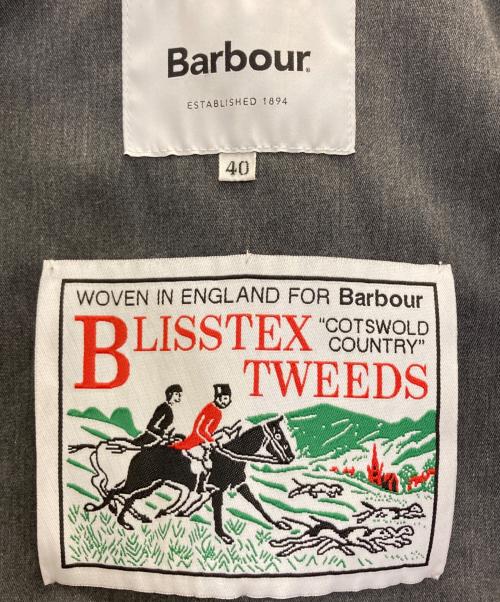 Barbour
ESTABLISHED 1894
40
WOVEN IN ENGLAND FOR Barbour
BLISSTEX "COTSWOLD
COUNTRY"
TWEEDS